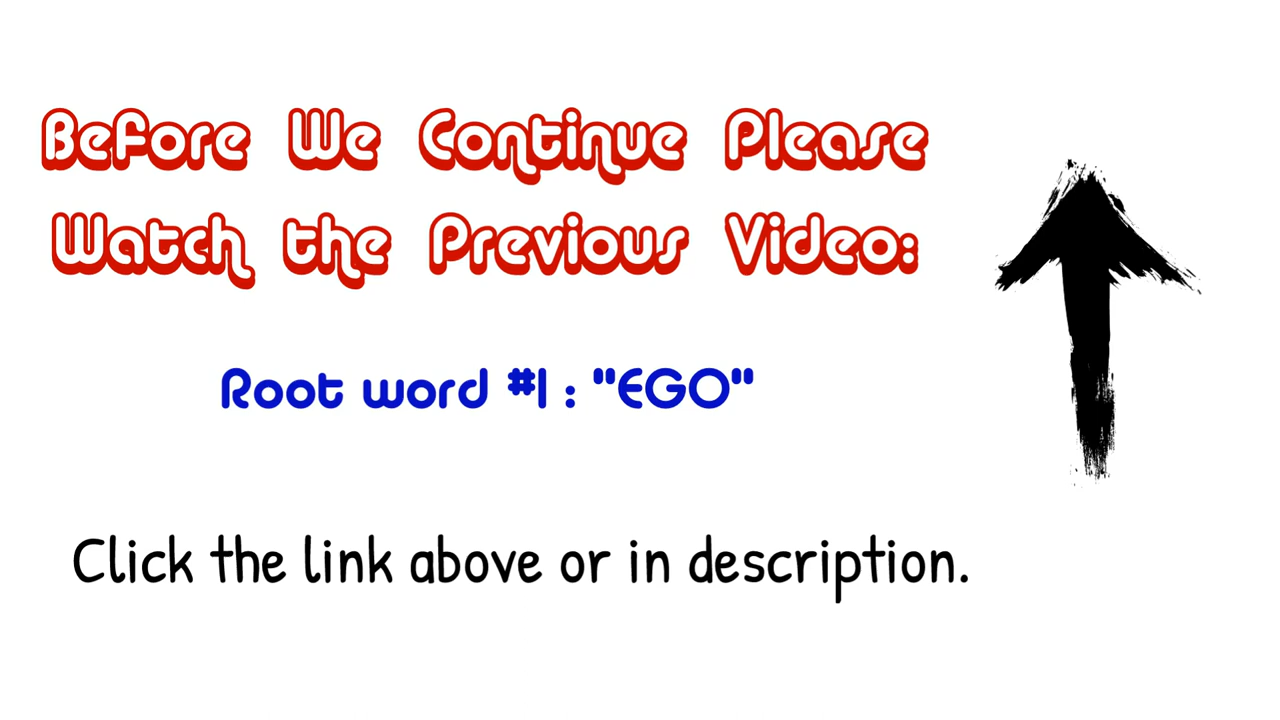 Before We Continue Please
Watch the Previous Video:
Root word #1 : "EGO"
Click the link above or in description.